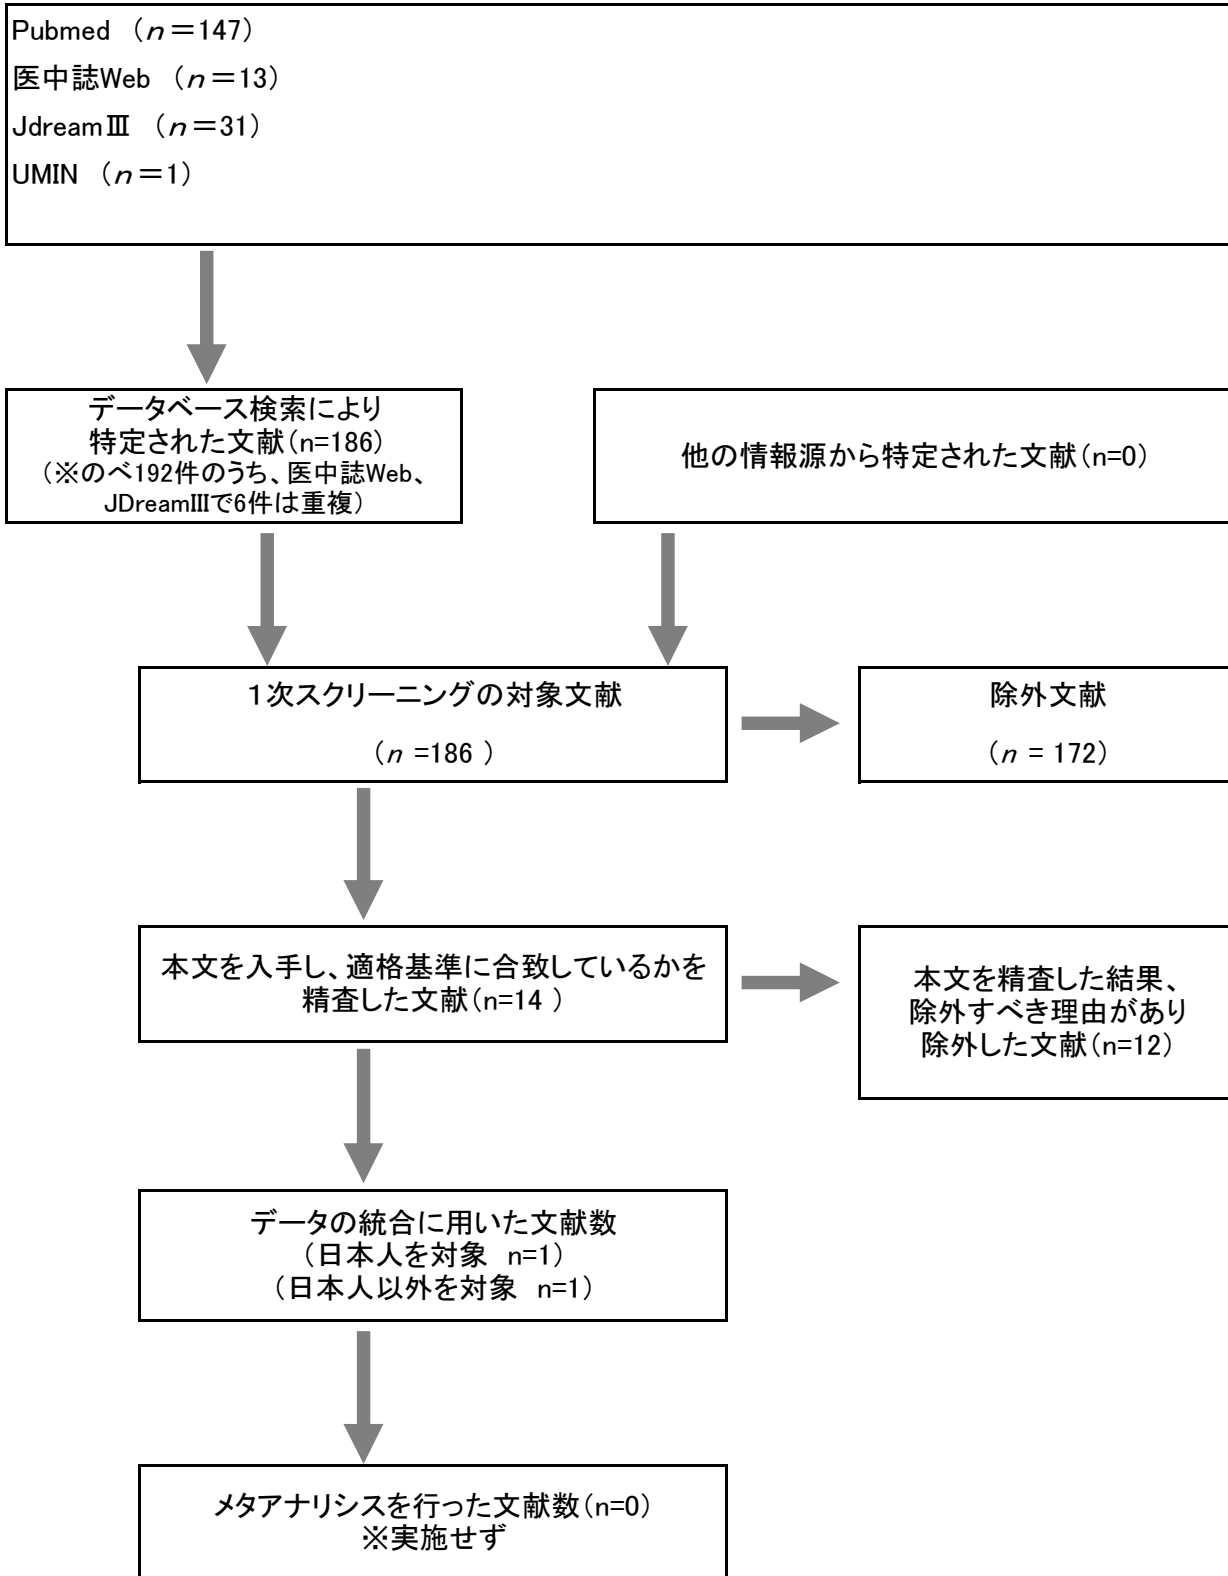 Pubmed （n＝147）
医中誌Web （n＝13）
JdreamⅢ （n＝31）
UMIN （n＝1）
データベース検索により
特定された文献（n=186）
（※のべ192件のうち、医中誌Web、
JDreamIIIで6件は重複）
他の情報源から特定された文献（n=0）
１次スクリーニングの対象文献
（n =186 ）
除外文献
（n = 172）
本文を入手し、適格基準に合致しているかを
精査した文献（n=14 ）
本文を精査した結果、
除外すべき理由があり
除外した文献（n=12）
データの統合に用いた文献数
（日本人を対象 n=1）
（日本人以外を対象 n=1）
メタアナリシスを行った文献数（n=0）
※実施せず